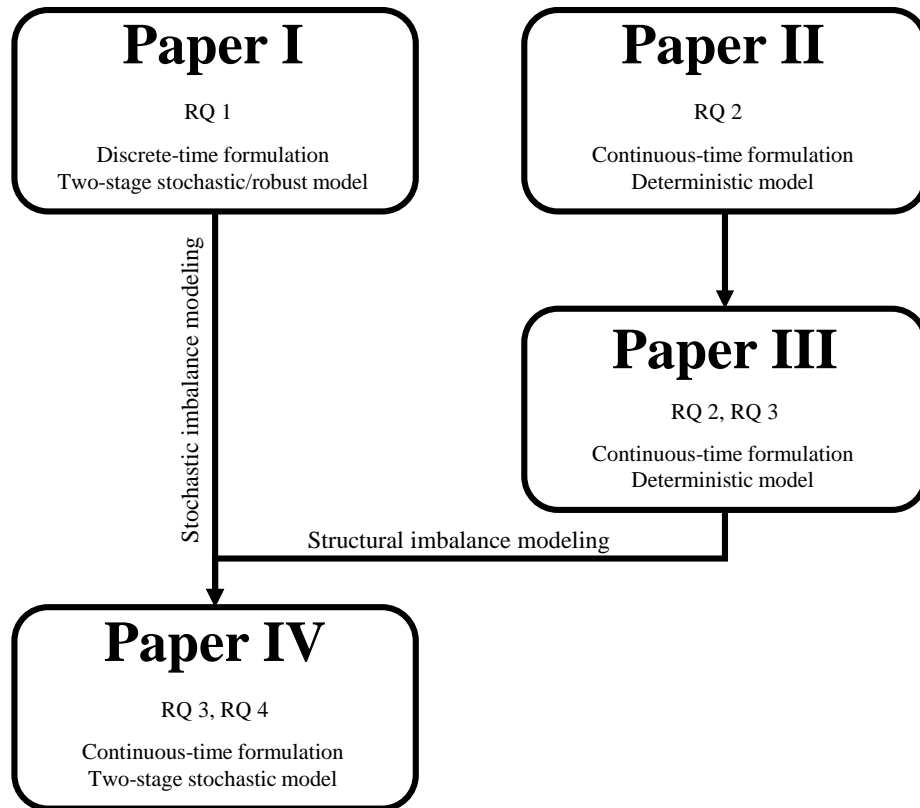 Paper I
RQ 1
Discrete-time formulation
Two-stage stochastic/robust model
Paper II
RQ 2
Continuous-time formulation
Deterministic model
Stochastic imbalance modeling
Paper III
RQ 2, RQ 3
Continuous-time formulation
Deterministic model
Structural imbalance modeling
Paper IV
RQ 3, RQ 4
Continuous-time formulation
Two-stage stochastic model